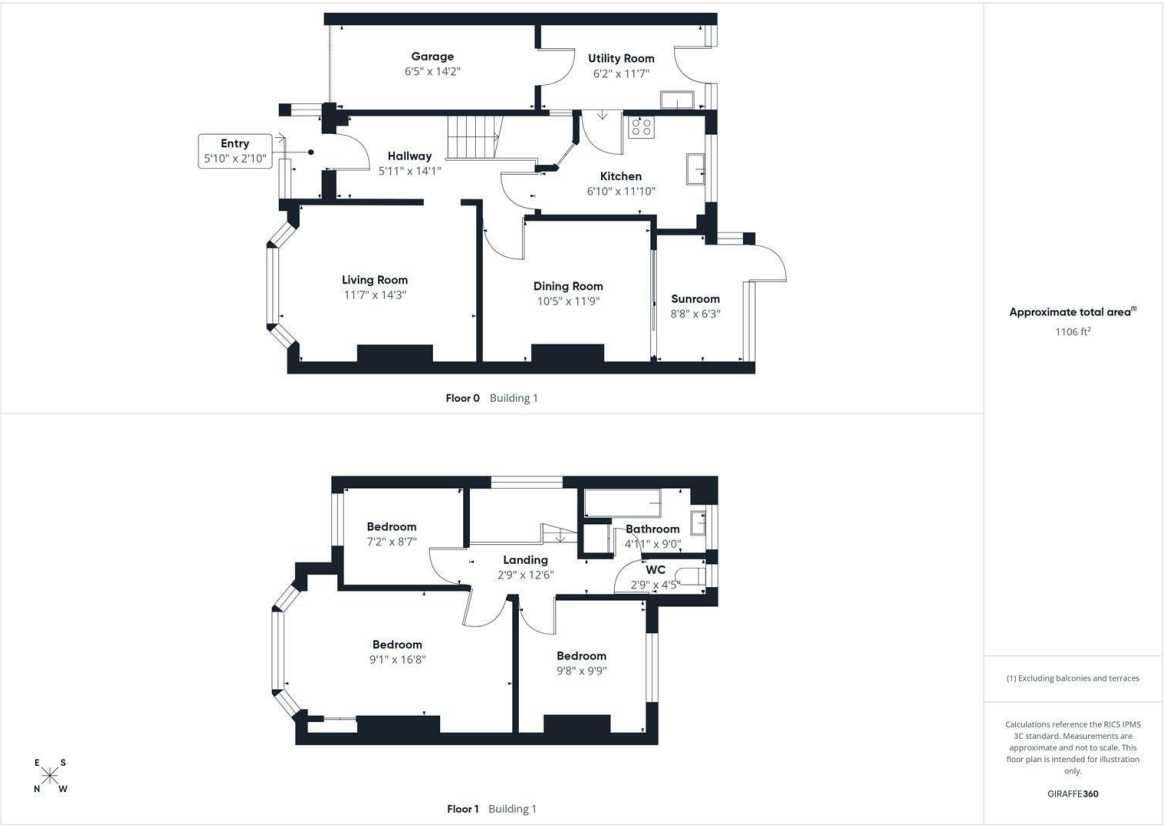 Garage
6'5" x 14'2"
Utility Room
6'2" x 11'7"
Entry
5'10" x 2'10"
Hallway
5'11" x 14'1"
Kitchen
6'10" x 11'10"
Living Room
11'7" x 14'3"
Dining Room
10'5" x 11'9"
Sunroom
8'8" x 6'3"
Floor 0 Building 1
Bedroom
7'2" x 8'7"
Landing
2'9" x 12'6"
Bathroom
4'11" x 9'0"
WC
2'9" x 4'5"
Bedroom
9'1" x 16'8"
Bedroom
9'8" x 9'9"
E S
N W
Floor 1 Building 1
Approximate total area(1)
1106 ft²
(1) Excluding balconies and terraces
Calculations reference the RICS IPMS
3C standard. Measurements are
approximate and not to scale. This
floor plan is intended for illustration
only.
GIRAFFE360